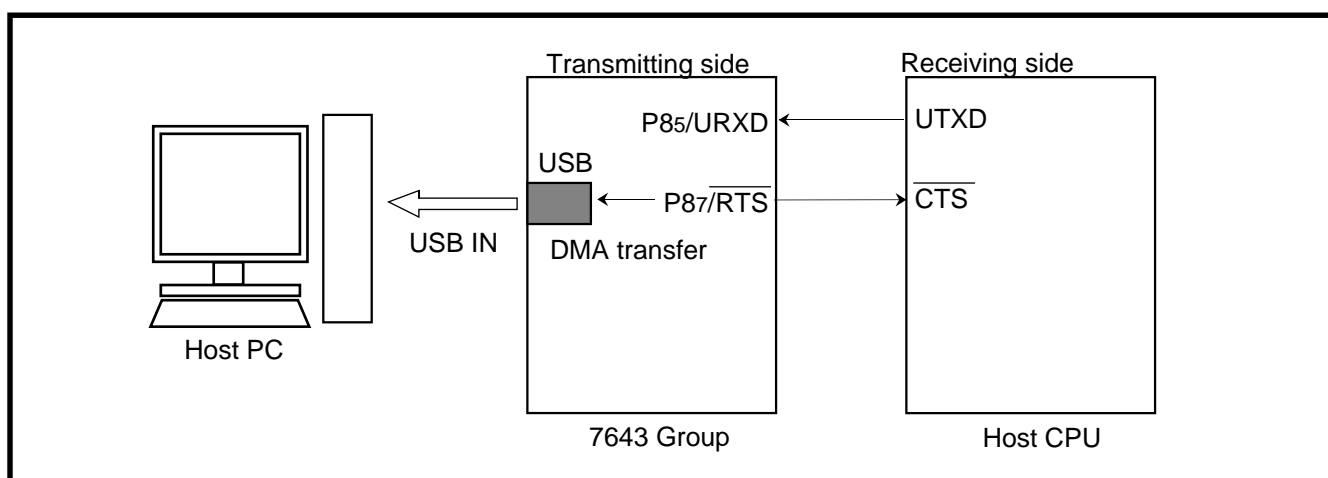 Transmitting side
Receiving side
P85/URXD
UTXD
USB
P87/RTS
CTS
USB IN
DMA transfer
Host PC
7643 Group
Host CPU